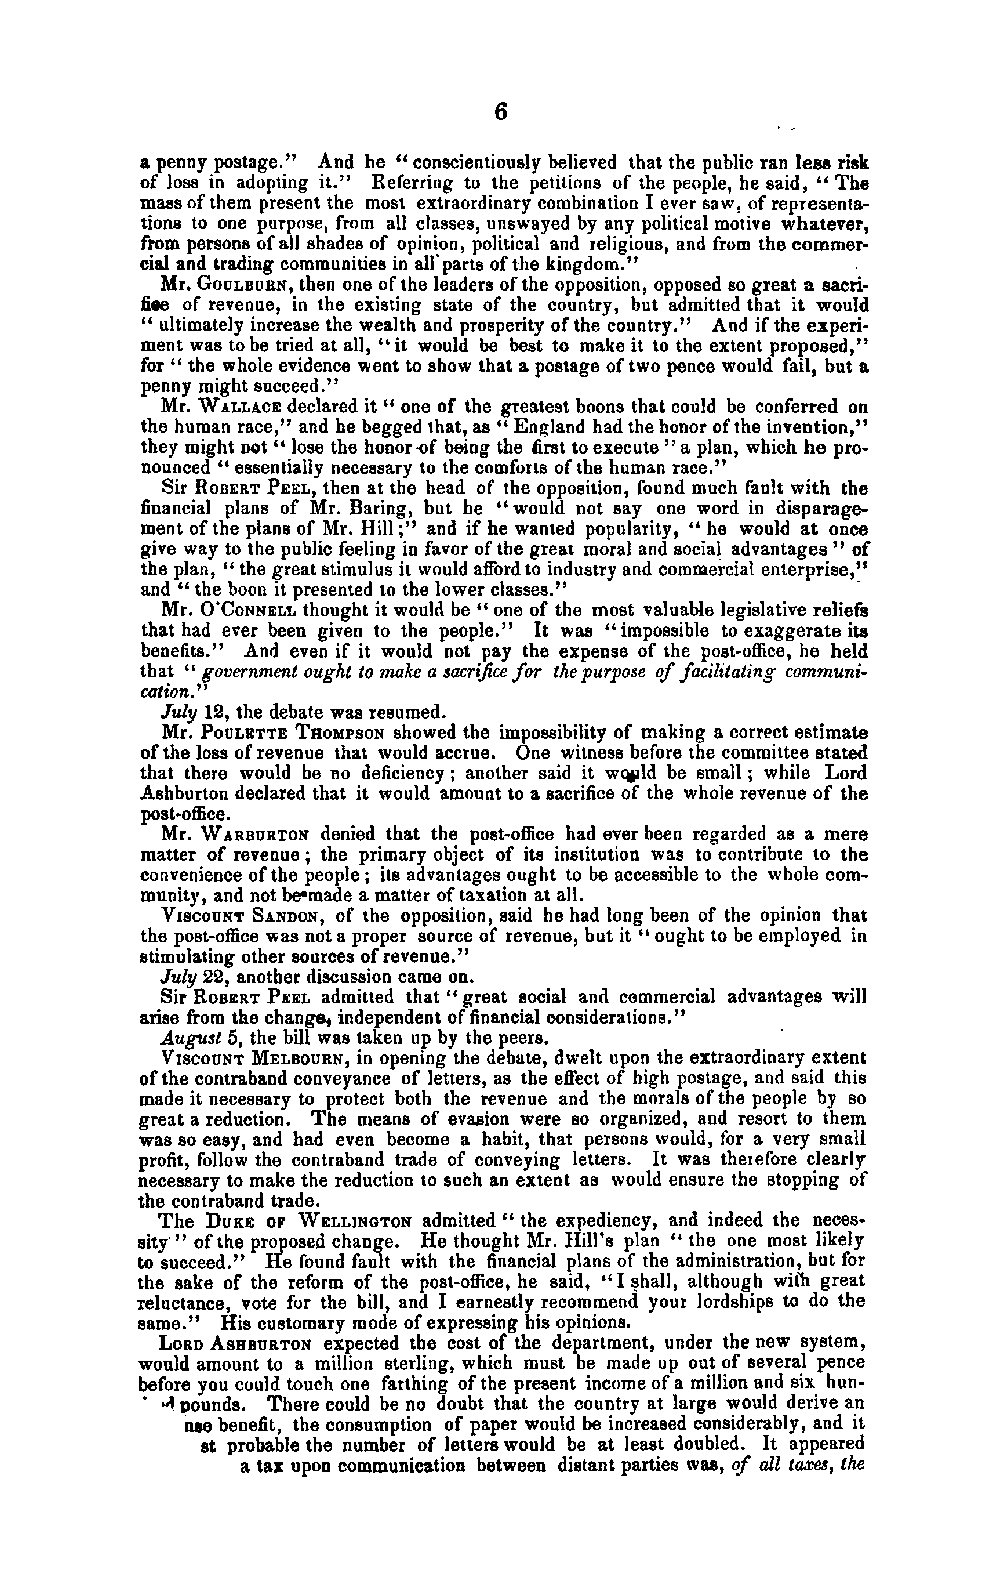 6
a penny postage." And he "conscientiously believed that the public ran less risk
of loss in adopting it." Referring to the petitions of the people, he said, "The
mass of them present the most extraordinary combination I ever saw, of representa-
tions to one purpose, from all classes, unswayed by any political motive whatever,
from persons of all shades of opinion, political and religious, and from the commer-
cial and trading communities in all parts of the kingdom."
Mr. GOULBURN, then one of the leaders of the opposition, opposed so great a sacri-
fice of revenue, in the existing state of the country, but admitted that it would
"ultimately increase the wealth and prosperity of the country." And if the experi-
ment was to be tried at all, "it would be best to make it to the extent proposed,"
for "the whole evidence went to show that a postage of two pence would fail, but a
penny might succeed."
Mr. WALLACE declared it "one of the greatest boons that could be conferred on
the human race," and he begged that, as "England had the honor of the invention,"
they might not "lose the honor of being the first to execute" a plan, which he pro-
nounced "essentially necessary to the comforts of the human race."
Sir ROBERT PEEL, then at the head of the opposition, found much fault with the
financial plans of Mr. Baring, but he "would not say one word in disparage-
ment of the plans of Mr. Hill;" and if he wanted popularity, "he would at once
give way to the public feeling in favor of the great moral and social advantages" of
the plan, "the great stimulus it would afford to industry and commercial enterprise,"
and "the boon it presented to the lower classes."
Mr. O'CONNELL thought it would be "one of the most valuable legislative reliefs
that had ever been given to the people." It was "impossible to exaggerate its
benefits." And even if it would not pay the expense of the post-office, he held
that "government ought to make a sacrifice for the purpose of facilitating communi-
cation."
July 12, the debate was resumed.
Mr. POULETTE THOMPSON showed the impossibility of making a correct estimate
of the loss of revenue that would accrue. One witness before the committee stated
that there would be no deficiency; another said it would be small; while Lord
Ashburton declared that it would amount to a sacrifice of the whole revenue of the
post-office.
Mr. WARBURTON denied that the post-office had ever been regarded as a mere
matter of revenue; the primary object of its institution was to contribute to the
convenience of the people; its advantages ought to be accessible to the whole com-
munity, and not be made a matter of taxation at all.
VISCOUNT SANDON, of the opposition, said he had long been of the opinion that
the post-office was not a proper source of revenue, but it "ought to be employed in
stimulating other sources of revenue."
July 22, another discussion came on.
Sir ROBERT PEEL admitted that "great social and commercial advantages will
arise from the change, independent of financial considerations."
August 5, the bill was taken up by the peers.
VISCOUNT MELBOURN, in opening the debate, dwelt upon the extraordinary extent
of the contraband conveyance of letters, as the effect of high postage, and said this
made it necessary to protect both the revenue and the morals of the people by so
great a reduction. The means of evasion were so organized, and resort to them
was so easy, and had even become a habit, that persons would, for a very small
profit, follow the contraband trade of conveying letters. It was therefore clearly
necessary to make the reduction to such an extent as would ensure the stopping of
the contraband trade.
The DUKE OF WELLINGTON admitted "the expediency, and indeed the neces-
sity" of the proposed change. He thought Mr. Hill's plan "the one most likely
to succeed." He found fault with the financial plans of the administration, but for
the sake of the reform of the post-office, he said, "I shall, although with great
reluctance, vote for the bill, and I earnestly recommend your lordships to do the
same." His customary mode of expressing his opinions.
LORD ASHBURTON expected the cost of the department, under the new system,
would amount to a million sterling, which must be made up out of several pence
before you could touch one farthing of the present income of a million and six hun-
pounds. There could be no doubt that the country at large would derive an
nse benefit, the consumption of paper would be increased considerably, and it
st probable the number of letters would be at least doubled. It appeared
a tax upon communication between distant parties was, of all taxes, the